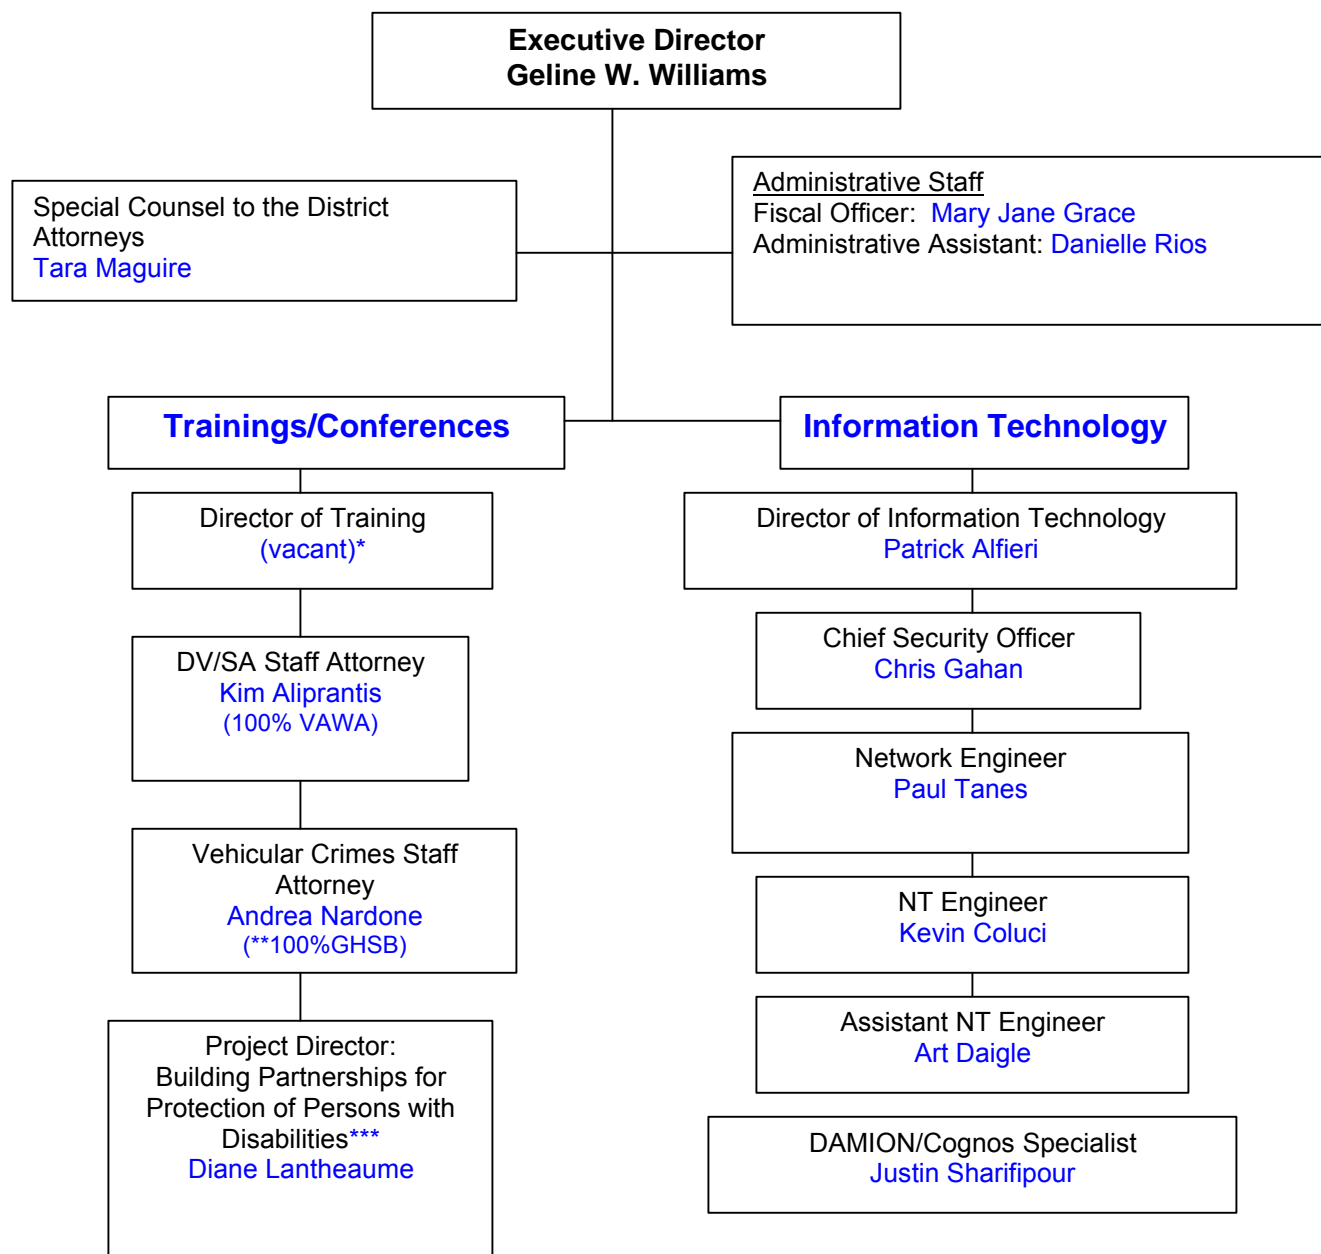 Executive Director
Geline W. Williams
Special Counsel to the District
Attorneys
Tara Maguire
Administrative Staff
Fiscal Officer: Mary Jane Grace
Administrative Assistant: Danielle Rios
Trainings/Conferences
Director of Training
(vacant)*
DV/SA Staff Attorney
Kim Aliprantis
(100% VAWA)
Vehicular Crimes Staff
Attorney
Andrea Nardone
(**100%GHSB)
Project Director:
Building Partnerships for
Protection of Persons with
Disabilities***
Diane Lantheaume
Information Technology
Director of Information Technology
Patrick Alfieri
Chief Security Officer
Chris Gahan
Network Engineer
Paul Tanes
NT Engineer
Kevin Coluci
Assistant NT Engineer
Art Daigle
DAMION/Cognos Specialist
Justin Sharifipour